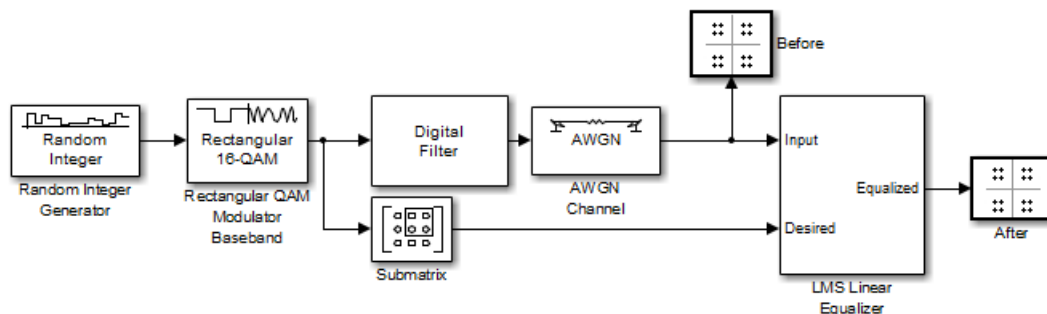 Before
Random
Integer
Random Integer
Generator
Rectangular
16-QAM
Rectangular QAM
Modulator
Baseband
Digital
Filter
AWGN
AWGN
Channel
Submatrix
Input
Equalized
Desired
LMS Linear
Equalizer
After